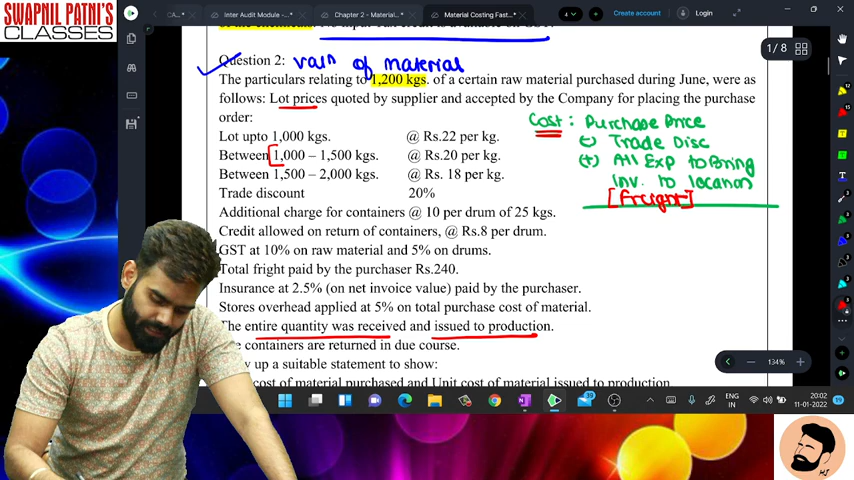 SWAPNIL PATNI'S
CLASSES
Inter Audit Module -...*
Chapter 2 - Material...*
Material Costing Fast...*
Create account
Login
1/8
Question 2:
of material
The particulars relating to 1,200 kgs. of a certain raw material purchased during June, were as
follows: Lot prices quoted by supplier and accepted by the Company for placing the purchase
order:
Cost: Purchase Price
(-) Trade Disc
(+) All Exp to Bring
Inv. to location
[Freight]
Lot upto 1,000 kgs. @ Rs.22 per kg.
Between 1,000 – 1,500 kgs. @ Rs.20 per kg.
Between 1,500 – 2,000 kgs. @ Rs. 18 per kg.
Trade discount 20%
Additional charge for containers @ 10 per drum of 25 kgs.
Credit allowed on return of containers, @ Rs.8 per drum.
GST at 10% on raw material and 5% on drums.
Total fright paid by the purchaser Rs.240.
Insurance at 2.5% (on net invoice value) paid by the purchaser.
Stores overhead applied at 5% on total purchase cost of material.
The entire quantity was received and issued to production.
containers are returned in due course.
up a suitable statement to show:
cost of material purchased and Unit cost of material issued to production
134%
ENG
IN
20:02
11-01-2022